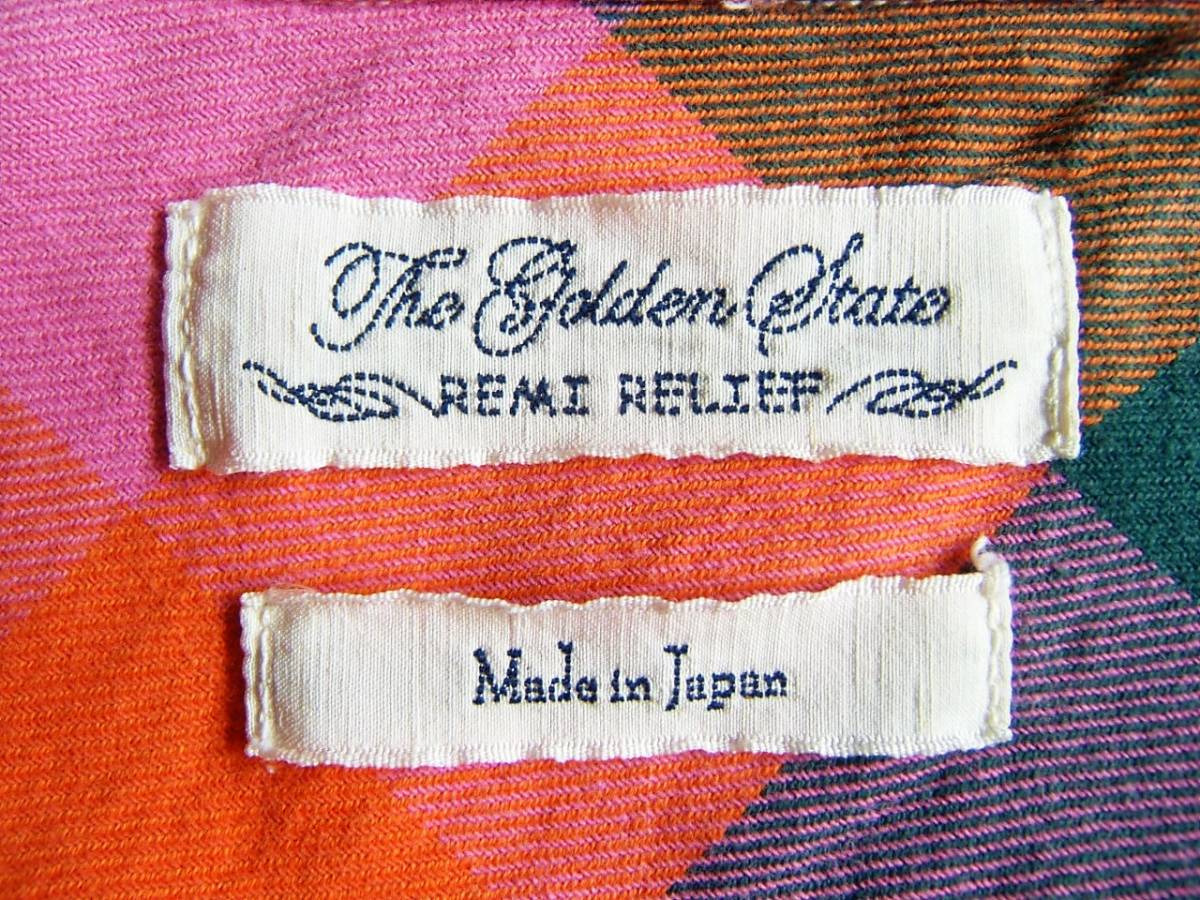 The Golden State
REMI RELIEF
Made in Japan